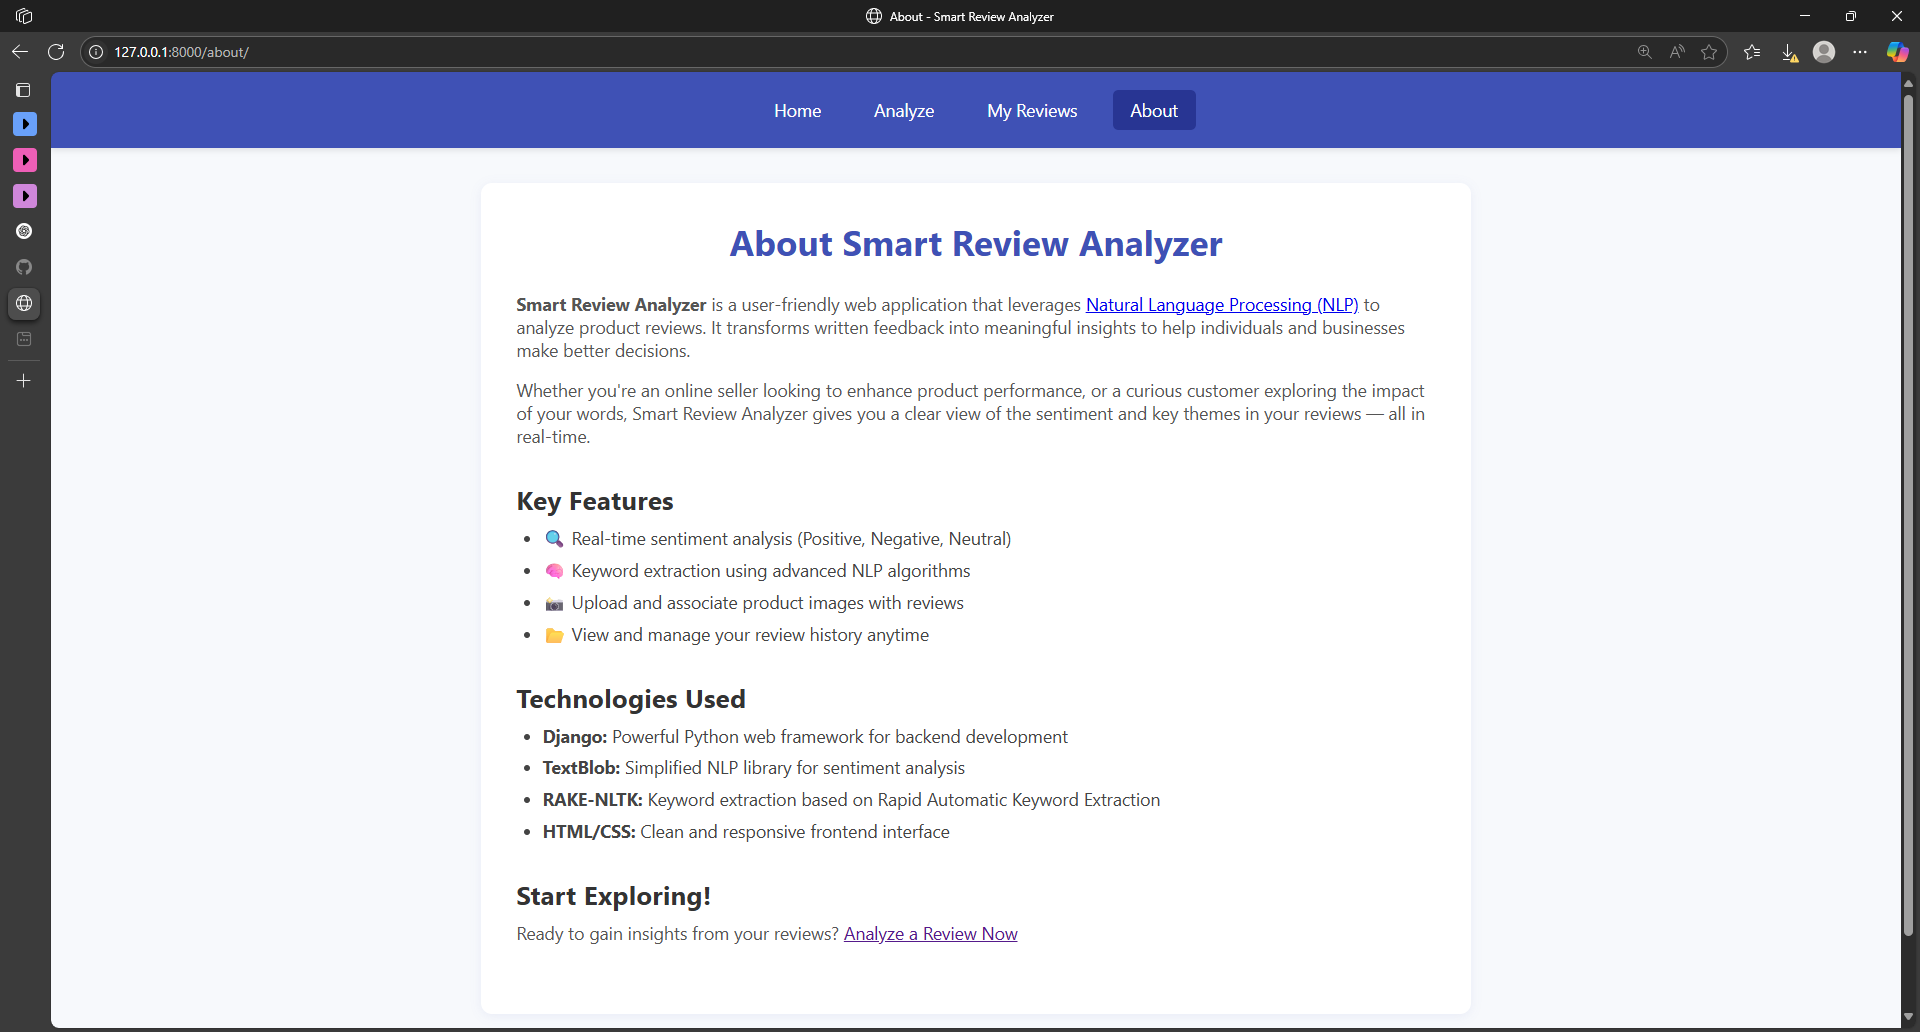 About - Smart Review Analyzer
127.0.0.1:8000/about/
Home Analyze My Reviews About
About Smart Review Analyzer
Smart Review Analyzer is a user-friendly web application that leverages Natural Language Processing (NLP) to
analyze product reviews. It transforms written feedback into meaningful insights to help individuals and businesses
make better decisions.
Whether you're an online seller looking to enhance product performance, or a curious customer exploring the impact
of your words, Smart Review Analyzer gives you a clear view of the sentiment and key themes in your reviews — all in
real-time.
Key Features
• 🔍 Real-time sentiment analysis (Positive, Negative, Neutral)
• 🧠 Keyword extraction using advanced NLP algorithms
• 📷 Upload and associate product images with reviews
• 📂 View and manage your review history anytime
Technologies Used
• Django: Powerful Python web framework for backend development
• TextBlob: Simplified NLP library for sentiment analysis
• RAKE-NLTK: Keyword extraction based on Rapid Automatic Keyword Extraction
• HTML/CSS: Clean and responsive frontend interface
Start Exploring!
Ready to gain insights from your reviews? Analyze a Review Now